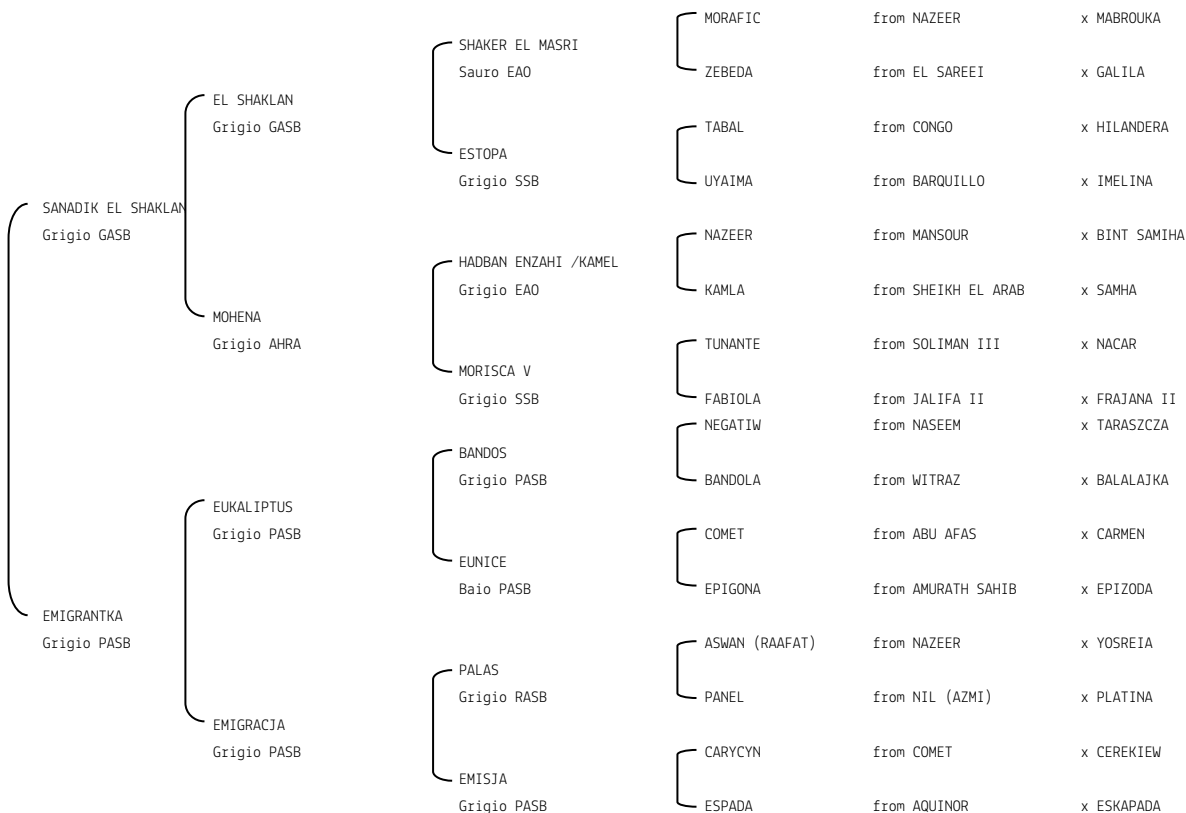 MORAFIC from NAZEER x MABROUKA
SHAKER EL MASRI
Sauro EAO ZEBEDA from EL SAREEI x GALILA
EL SHAKLAN
Grigio GASB TABAL from CONGO x HILANDERA
ESTOPA
Grigio SSB UYAIMA from BARQUILLO x IMELINA
SANADIK EL SHAKLAN
Grigio GASB NAZEER from MANSOUR x BINT SAMIHA
HADBAN ENZAHI /KAMEL
Grigio EAO KAMLA from SHEIKH EL ARAB x SAMHA
MOHENA
Grigio AHRA TUNANTE from SOLIMAN III x NACAR
MORISCA V
Grigio SSB FABIOLA from JALIFA II x FRAJANA II
NEGATIW from NASEEM x TARASZCZA
BANDOS
Grigio PASB BANDOLA from WITRAZ x BALALAJKA
EUKALIPTUS
Grigio PASB COMET from ABU AFAS x CARMEN
EUNICE
Baio PASB EPIGONA from AMURATH SAHIB x EPIZODA
EMIGRANTKA
Grigio PASB ASWAN (RAAFAT) from NAZEER x YOSREIA
PALAS
Grigio RASB PANEL from NIL (AZMI) x PLATINA
EMIGRACJA
Grigio PASB CARYCYN from COMET x CEREKIEW
EMISJA
Grigio PASB ESPADA from AQUINOR x ESKAPADA